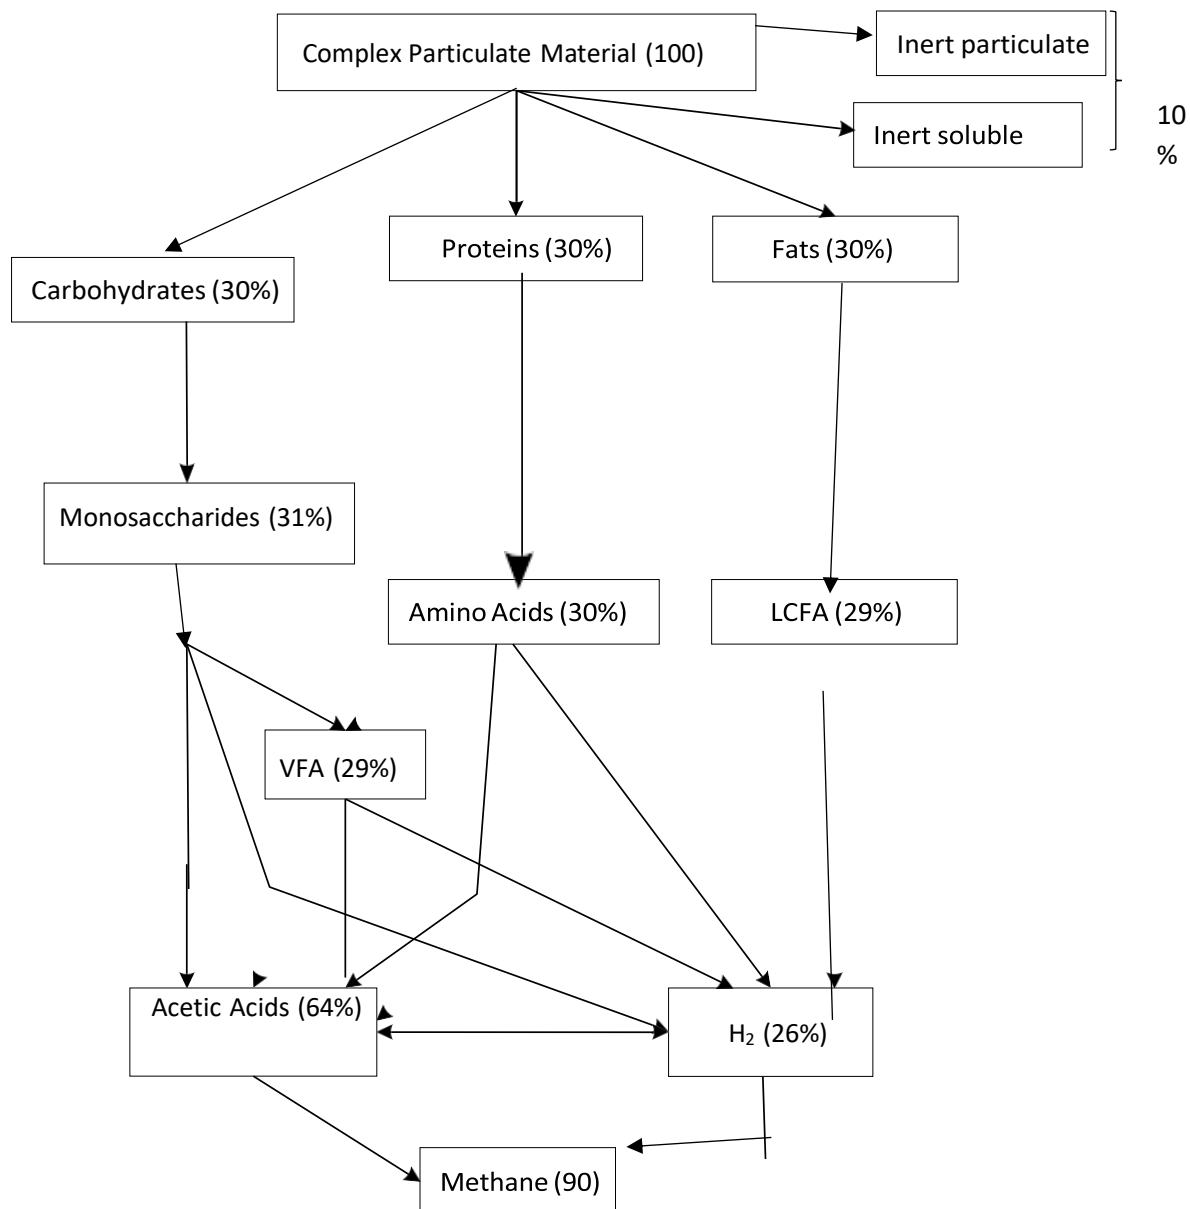 Complex Particulate Material (100)
Inert particulate
10
%
Inert soluble
Proteins (30%)
Fats (30%)
Carbohydrates (30%)
Monosaccharides (31%)
Amino Acids (30%)
LCFA (29%)
VFA (29%)
Acetic Acids (64%)
H₂ (26%)
Methane (90)